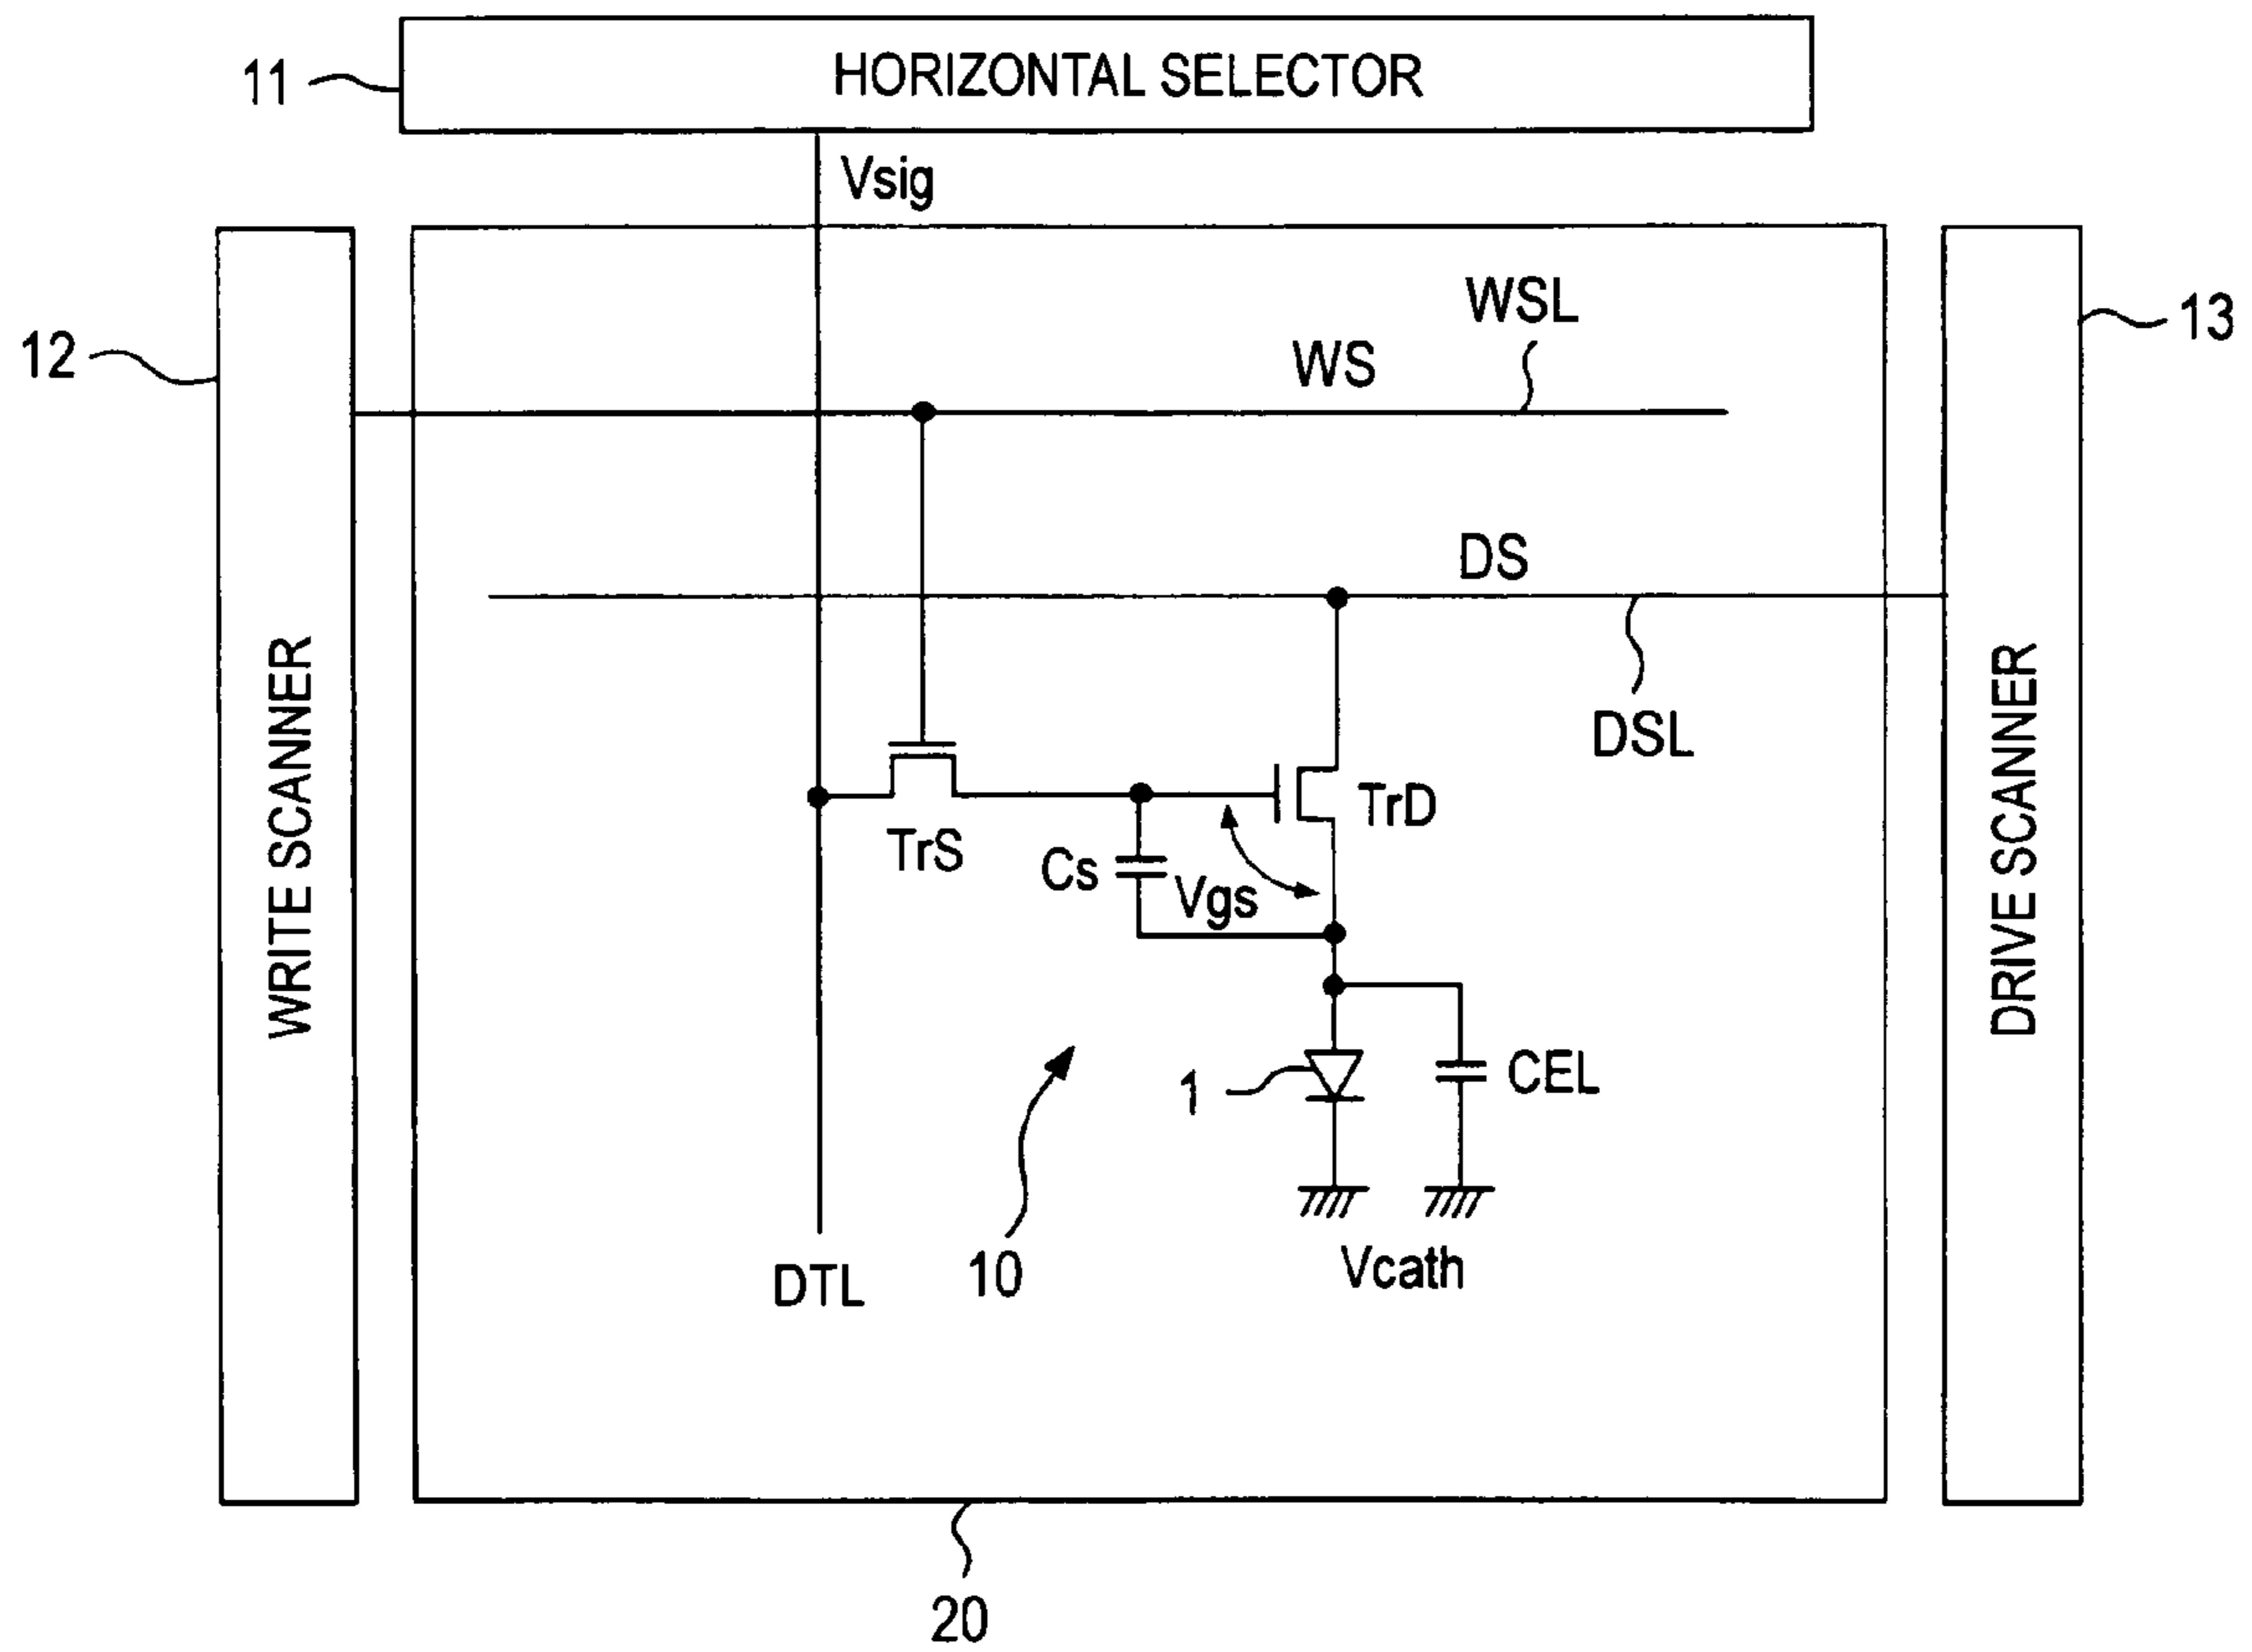 11
HORIZONTAL SELECTOR
Vsig
12
WSL
13
WS
DS
DSL
WRITE SCANNER
DRIVE SCANNER
TrD
TrS
Cs
Vgs
1
CEL
10
Vcath
DTL
20